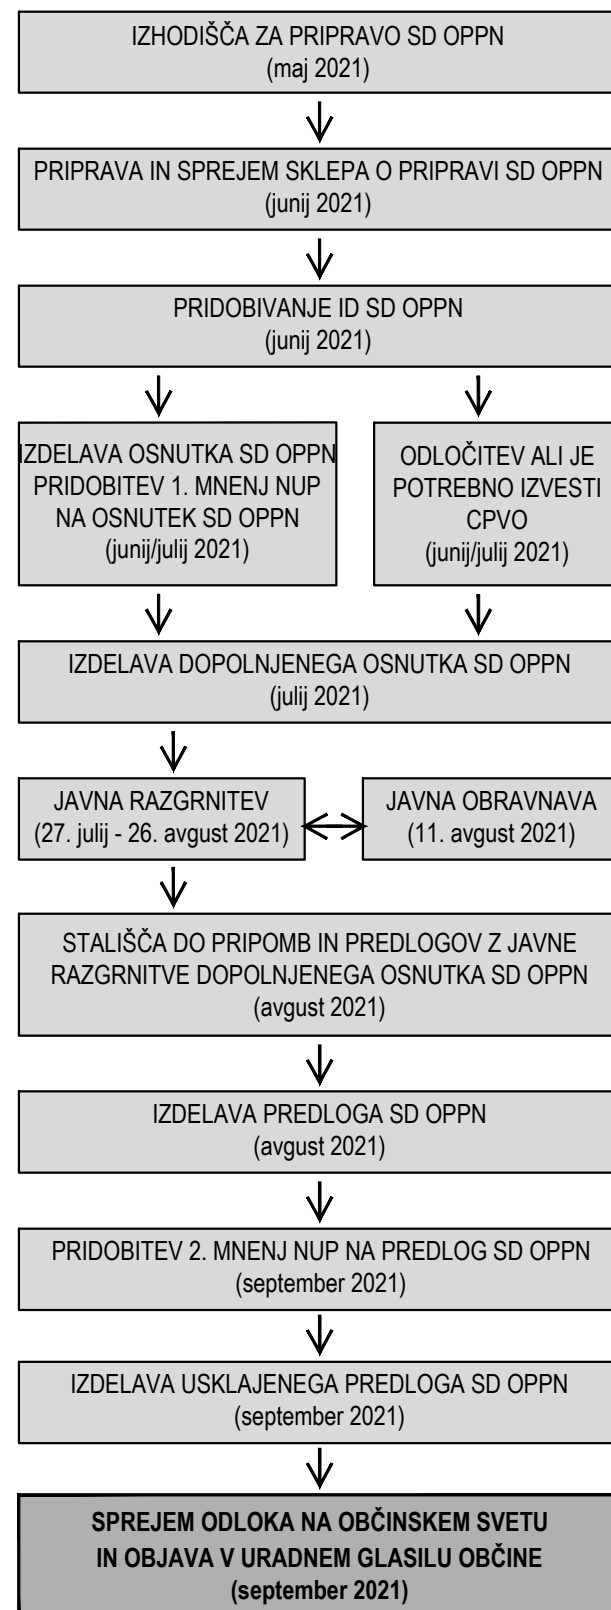 IZHODIŠČA ZA PRIPRAVO SD OPPN
(maj 2021)
PRIPRAVA IN SPREJEM SKLEPA O PRIPRAVI SD OPPN
(junij 2021)
PRIDOBIVANJE ID SD OPPN
(junij 2021)
IZDELAVA OSNUTKA SD OPPN
PRIDOBITEV 1. MNENJ NUP
NA OSNUTEK SD OPPN
(junij/julij 2021)
ODLOČITEV ALI JE
POTREBNO IZVESTI
CPVO
(junij/julij 2021)
IZDELAVA DOPOLNJENEGA OSNUTKA SD OPPN
(julij 2021)
JAVNA RAZGRNITEV
(27. julij - 26. avgust 2021)
JAVNA OBRAVNAVA
(11. avgust 2021)
STALIŠČA DO PRIPOMB IN PREDLOGOV Z JAVNE
RAZGRNITVE DOPOLNJENEGA OSNUTKA SD OPPN
(avgust 2021)
IZDELAVA PREDLOGA SD OPPN
(avgust 2021)
PRIDOBITEV 2. MNENJ NUP NA PREDLOG SD OPPN
(september 2021)
IZDELAVA USKLAJENEGA PREDLOGA SD OPPN
(september 2021)
SPREJEM ODLOKA NA OBČINSKEM SVETU
IN OBJAVA V URADNEM GLASILU OBČINE
(september 2021)